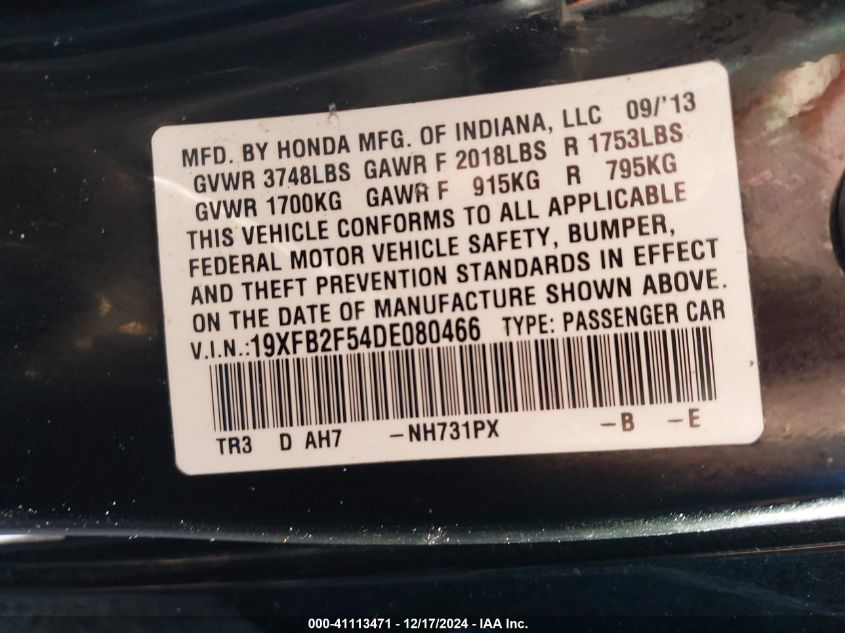 MFD. BY HONDA MFG. OF INDIANA, LLC 09/'13
GVWR 3748LBS GAWR F 2018LBS R 1753LBS
GVWR 1700KG GAWR F 915KG R 795KG
THIS VEHICLE CONFORMS TO ALL APPLICABLE
FEDERAL MOTOR VEHICLE SAFETY, BUMPER,
AND THEFT PREVENTION STANDARDS IN EFFECT
ON THE DATE OF MANUFACTURE SHOWN ABOVE.
V.I.N.:19XFB2F54DE080466 TYPE: PASSENGER CAR
TR3 D AH7 -NH731PX -B -E
000-41113471 - 12/17/2024 - IAA Inc.